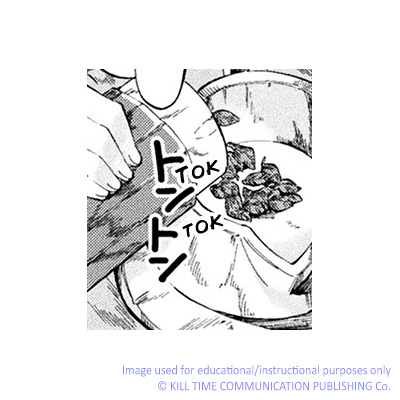 トン
TOK
トン
TOK
Image used for educational/instructional purposes only
© KILL TIME COMMUNICATION PUBLISHING Co.